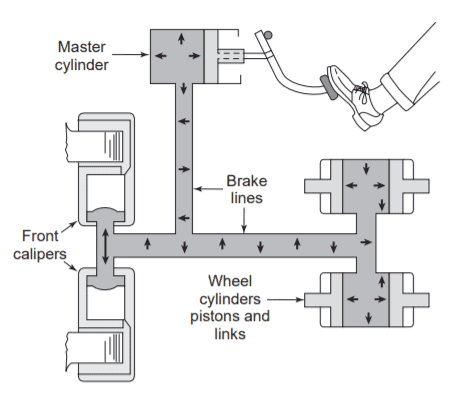 Master
cylinder
Brake
lines
Front
calipers
Wheel
cylinders
pistons and
links